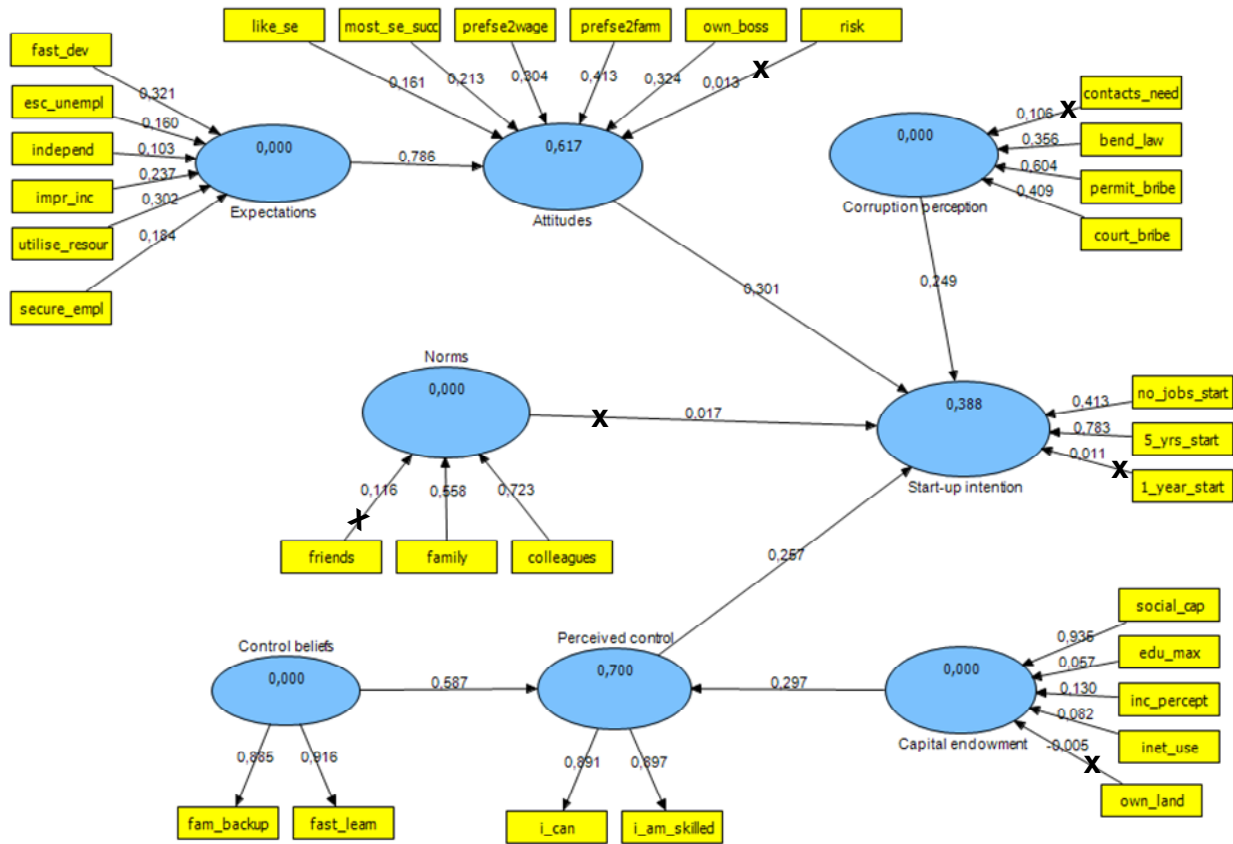 like_se
most_se_succ
prefse2wage
prefse2farm
own_boss
risk
fast_dev
esc_unempl
independ
impr_inc
utilise_resour
secure_empl
0,321
0,160
0,103
0,237
0,302
0,184
0,000
Expectations
0,786
0,161
0,213
0,304
0,413
0,324
0,013
X
0,617
Attitudes
contacts_need
bend_law
permit_bribe
court_bribe
0,106
X
0,356
0,604
0,409
0,000
Corruption perception
0,301
0,249
Norms
0,000
X
0,017
0,116
X
0,558
0,723
friends
family
colleagues
0,388
Start-up intention
no_jobs_start
5_yrs_start
1_year_start
0,413
0,783
0,011
X
0,257
Control beliefs
0,000
0,587
0,885
0,916
fam_backup
fast_learn
Perceived control
0,700
0,891
0,897
i_can
i_am_skilled
0,297
0,000
Capital endowment
social_cap
edu_max
inc_percept
inet_use
own_land
0,935
0,057
0,130
0,082
-0,005
X